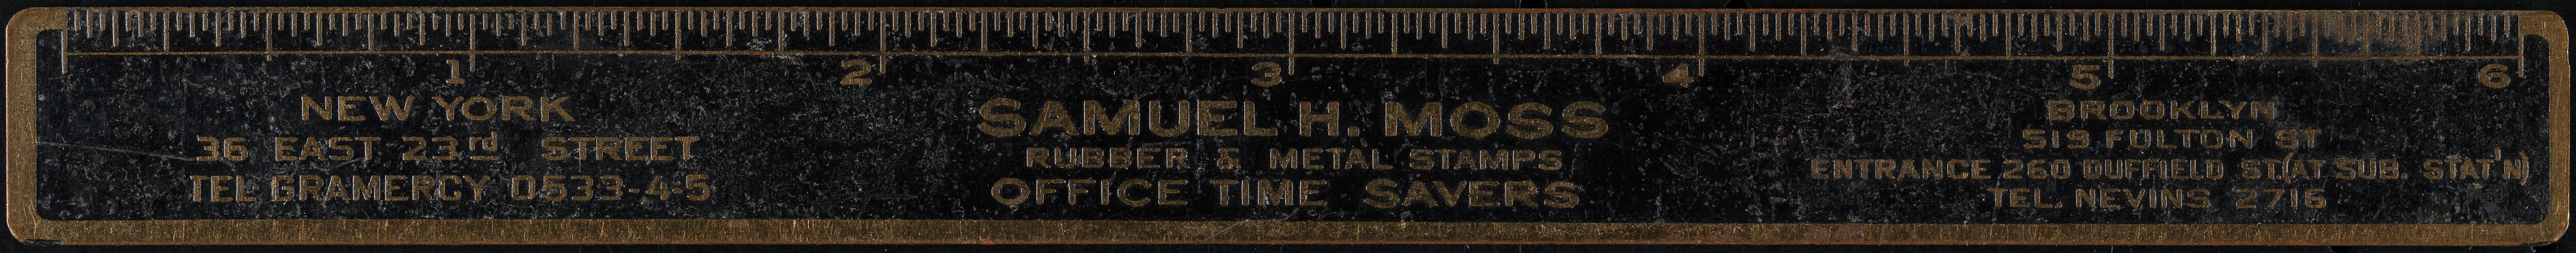 1 2 3 4 5 6
NEW YORK
36 EAST 23rd STREET
TEL. GRAMERCY 0533-4-5
SAMUEL H. MOSS
RUBBER & METAL STAMPS
OFFICE TIME SAVERS
BROOKLYN
519 FULTON ST
ENTRANCE 260 DUFFIELD ST.(AT SUB. STAT'N)
TEL. NEVINS 2716